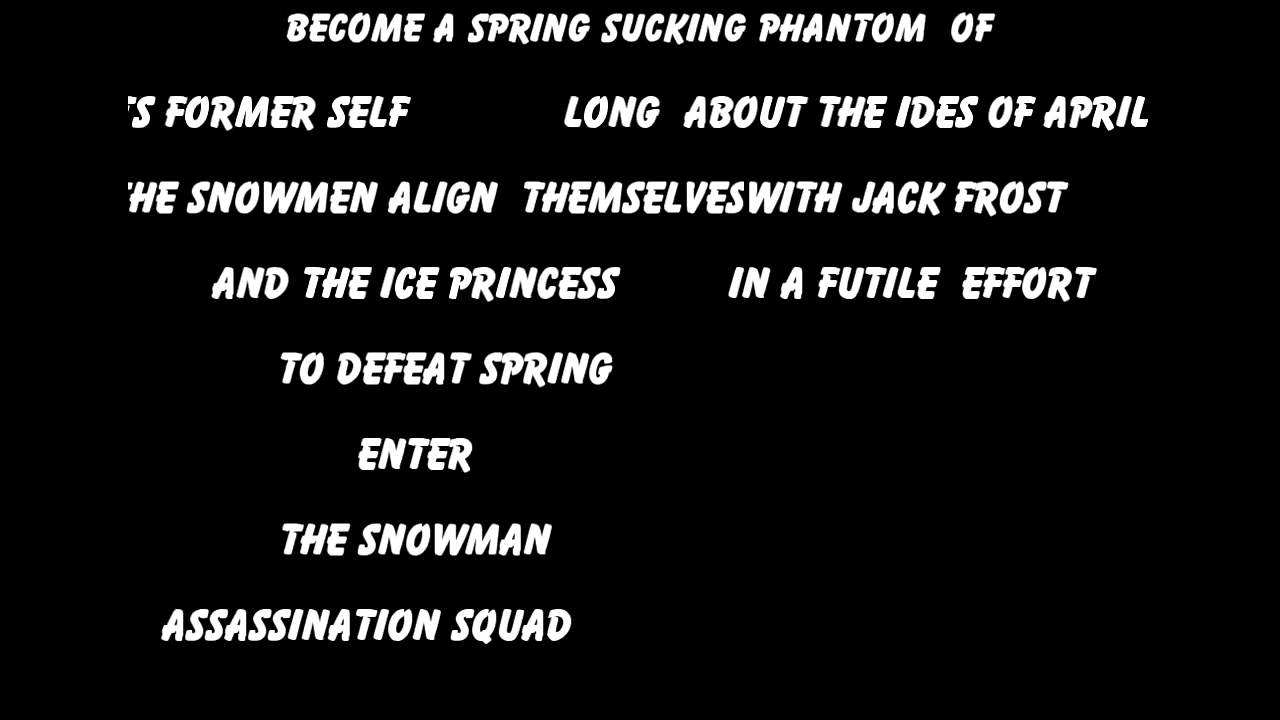 BECOME A SPRING SUCKING PHANTOM OF
'S FORMER SELF LONG ABOUT THE IDES OF APRIL
HE SNOWMEN ALIGN THEMSELVESWITH JACK FROST
AND THE ICE PRINCESS IN A FUTILE EFFORT
TO DEFEAT SPRING
ENTER
THE SNOWMAN
ASSASSINATION SQUAD